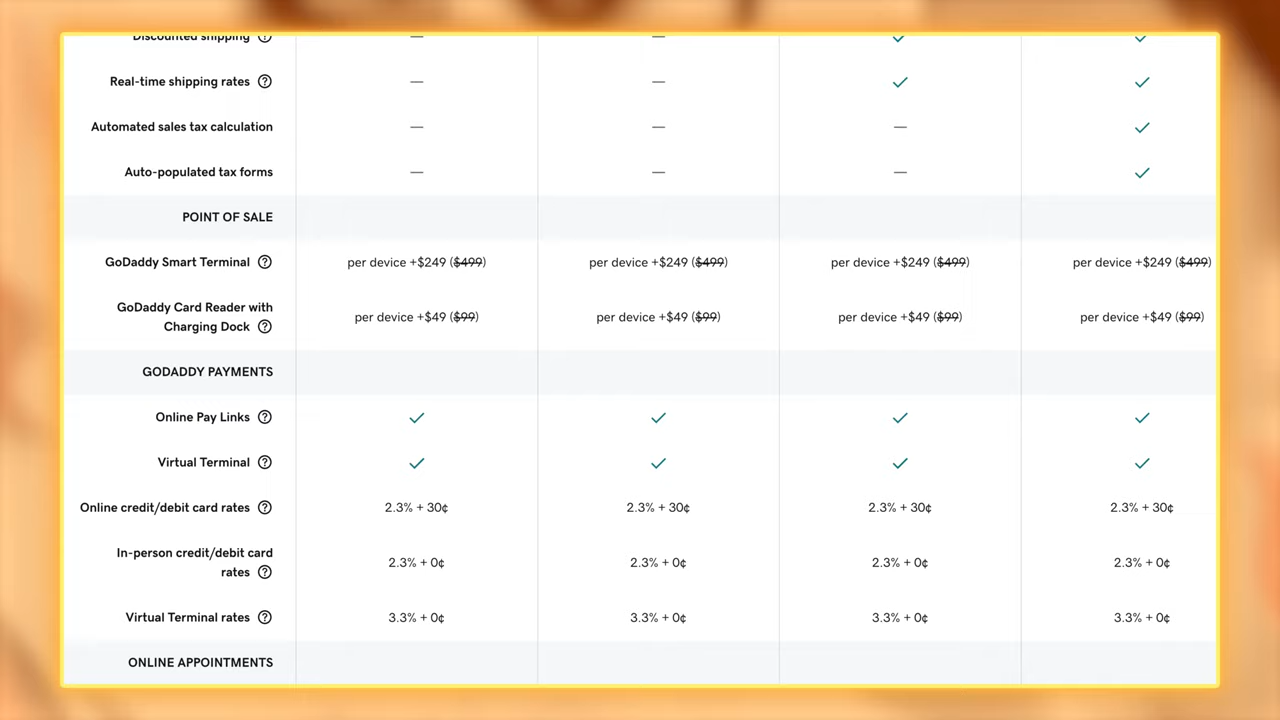 Discounted shipping ? — — ✓ ✓
Real-time shipping rates ? — — ✓ ✓
Automated sales tax calculation — — — ✓
Auto-populated tax forms — — — ✓
POINT OF SALE
GoDaddy Smart Terminal ? per device +$249 ($499) per device +$249 ($499) per device +$249 ($499) per device +$249 ($499)
GoDaddy Card Reader with
Charging Dock ? per device +$49 ($99) per device +$49 ($99) per device +$49 ($99) per device +$49 ($99)
GODADDY PAYMENTS
Online Pay Links ? ✓ ✓ ✓ ✓
Virtual Terminal ? ✓ ✓ ✓ ✓
Online credit/debit card rates ? 2.3% + 30¢ 2.3% + 30¢ 2.3% + 30¢ 2.3% + 30¢
In-person credit/debit card
rates ? 2.3% + 0¢ 2.3% + 0¢ 2.3% + 0¢ 2.3% + 0¢
Virtual Terminal rates ? 3.3% + 0¢ 3.3% + 0¢ 3.3% + 0¢ 3.3% + 0¢
ONLINE APPOINTMENTS